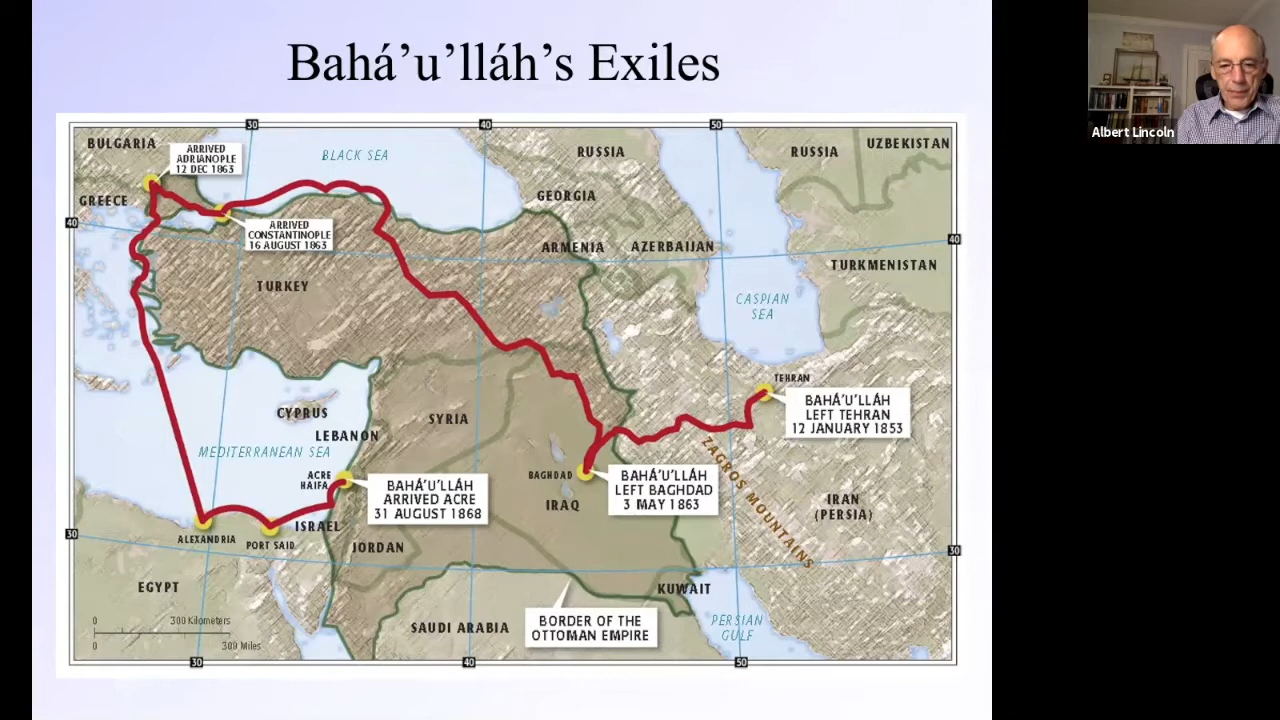 Bahá’u’lláh’s Exiles
Albert Lincoln
30
40
50
BULGARIA
ARRIVED
ADRIANOPLE
12 DEC 1863
BLACK SEA
RUSSIA
RUSSIA
UZBEKISTAN
GREECE
GEORGIA
40
ARRIVED
CONSTANTINOPLE
16 AUGUST 1863
ARMENIA
AZERBAIJAN
40
TURKMENISTAN
TURKEY
CASPIAN
SEA
TEHRAN
BAHÁ’U’LLÁH
LEFT TEHRAN
12 JANUARY 1853
CYPRUS
SYRIA
LEBANON
MEDITERRANEAN SEA
ZAGROS MOUNTAINS
ACRE
HAIFA
BAHÁ’U’LLÁH
ARRIVED ACRE
31 AUGUST 1868
BAGHDAD
BAHÁ’U’LLÁH
LEFT BAGHDAD
3 MAY 1863
IRAQ
IRAN
(PERSIA)
30
ALEXANDRIA
PORT SAID
ISRAEL
JORDAN
30
EGYPT
KUWAIT
0
300 Kilometers
0
300 Miles
SAUDI ARABIA
BORDER OF THE
OTTOMAN EMPIRE
PERSIAN
GULF
30
40
50